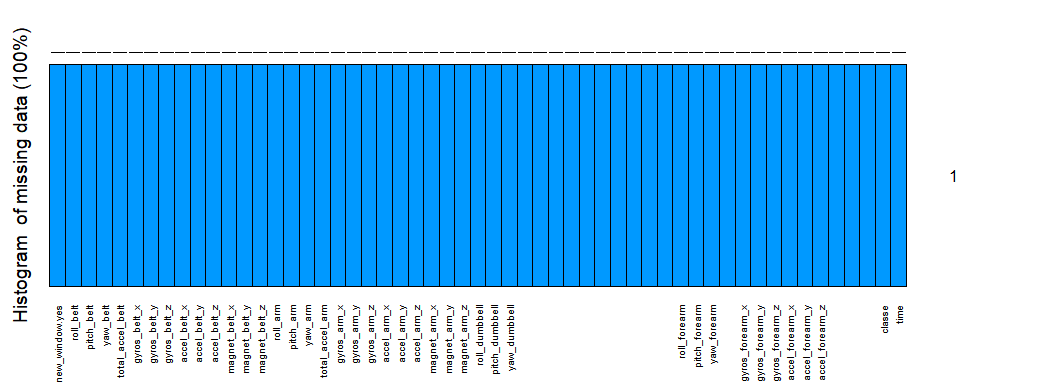 Histogram of missing data (100%)
1
new_window.yes
roll_belt
pitch_belt
yaw_belt
total_accel_belt
gyros_belt_x
gyros_belt_y
gyros_belt_z
accel_belt_x
accel_belt_y
accel_belt_z
magnet_belt_x
magnet_belt_y
magnet_belt_z
roll_arm
pitch_arm
yaw_arm
total_accel_arm
gyros_arm_x
gyros_arm_y
gyros_arm_z
accel_arm_x
accel_arm_y
accel_arm_z
magnet_arm_x
magnet_arm_y
magnet_arm_z
roll_dumbbell
pitch_dumbbell
yaw_dumbbell
roll_forearm
pitch_forearm
yaw_forearm
gyros_forearm_x
gyros_forearm_y
gyros_forearm_z
accel_forearm_x
accel_forearm_y
accel_forearm_z
classe
time